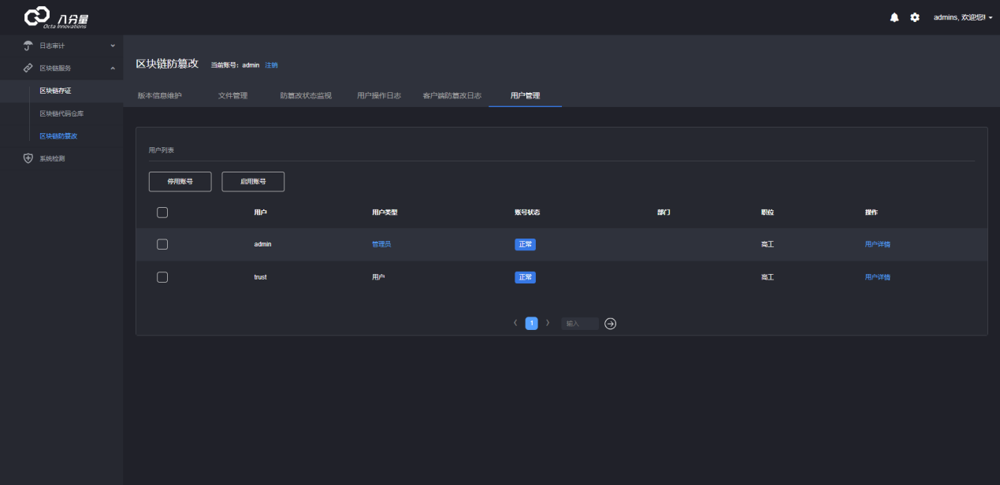 八分量
Octa Innovations
admins, 欢迎您!
日志审计
区块链服务
区块链存证
区块链代码仓库
区块链防篡改
系统检测
区块链防篡改 当前账号：admin 注销
版本信息维护 文件管理 防篡改状态监视 用户操作日志 客户端防篡改日志 用户管理
用户列表
停用账号 启用账号
用户 用户类型 账号状态 部门 职位 操作
admin 管理员 正常 高工 用户详情
trust 用户 正常 高工 用户详情
1 输入